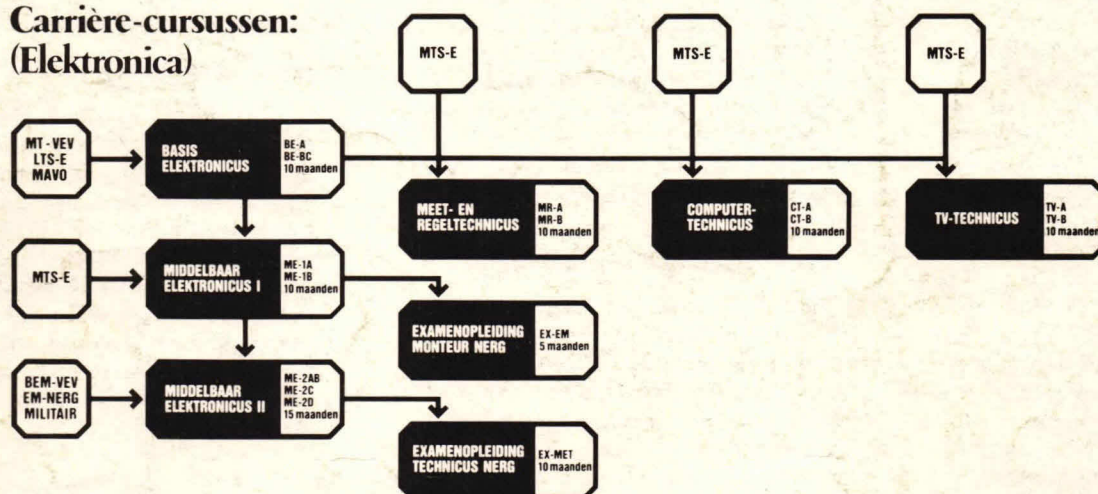 Carrière-cursussen:
(Elektronica)
MTS-E
MTS-E
MTS-E
MT-VEV
LTS-E
MAVO
BASIS
ELEKTRONICUS
BE-A
BE-BC
10 maanden
MEET- EN
REGELTECHNICUS
MR-A
MR-B
10 maanden
COMPUTER-
TECHNICUS
CT-A
CT-B
10 maanden
TV-TECHNICUS
TV-A
TV-B
10 maanden
MTS-E
MIDDELBAAR
ELEKTRONICUS I
ME-1A
ME-1B
10 maanden
EXAMENOPLEIDING
MONTEUR NERG
EX-EM
5 maanden
BEM-VEV
EM-NERG
MILITAIR
MIDDELBAAR
ELEKTRONICUS II
ME-2AB
ME-2C
ME-2D
15 maanden
EXAMENOPLEIDING
TECHNICUS NERG
EX-MET
10 maanden